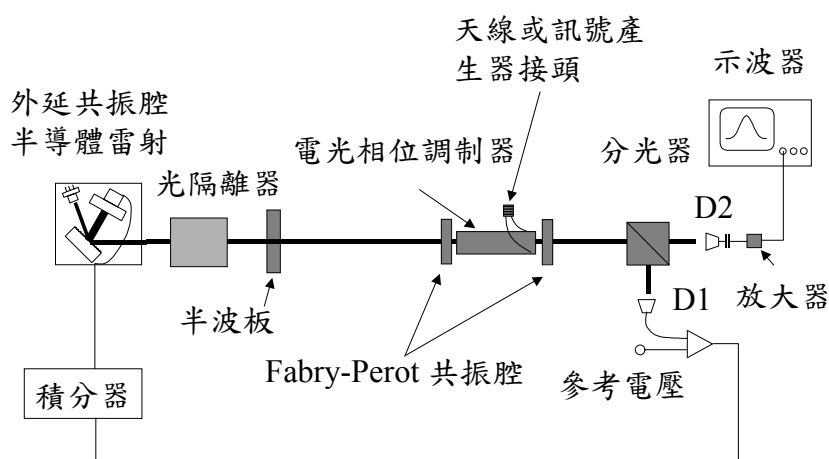 天線或訊號產
生器接頭
示波器
外延共振腔
半導體雷射
電光相位調制器
分光器
光隔離器
D2
半波板
D1
放大器
Fabry-Perot 共振腔
參考電壓
積分器